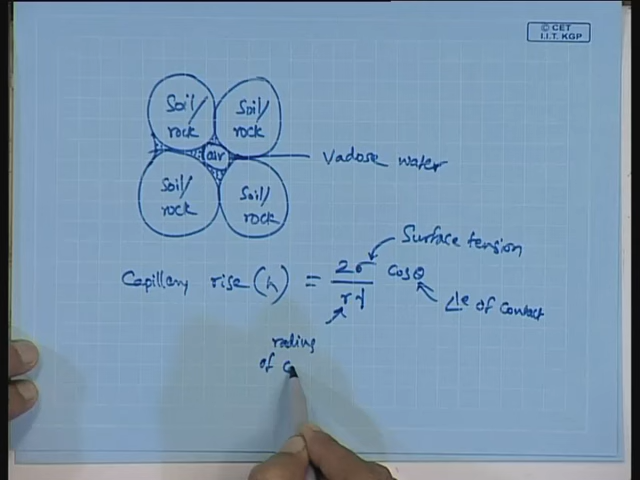 © CET
I.I.T. KGP
Soil/
rock
Soil/
rock
air
Vadose water
Soil/
rock
Soil/
rock
Surface tension
Capillary rise (h) = 2σ / rγ cosθ
∠le of contact
radius
of c